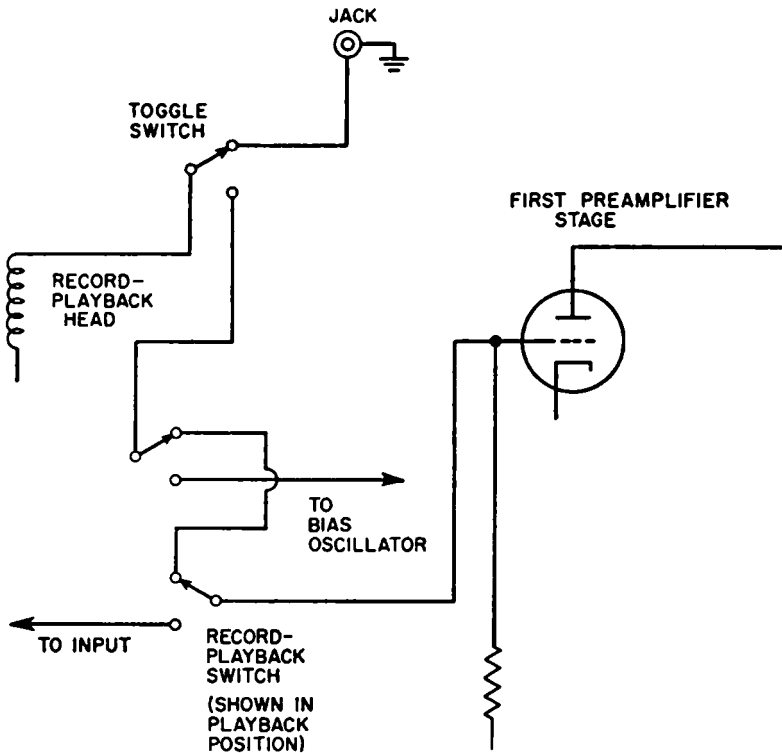 JACK
TOGGLE
SWITCH
FIRST PREAMPLIFIER
STAGE
RECORD-
PLAYBACK
HEAD
TO
BIAS
OSCILLATOR
TO INPUT
RECORD-
PLAYBACK
SWITCH
(SHOWN IN
PLAYBACK
POSITION)